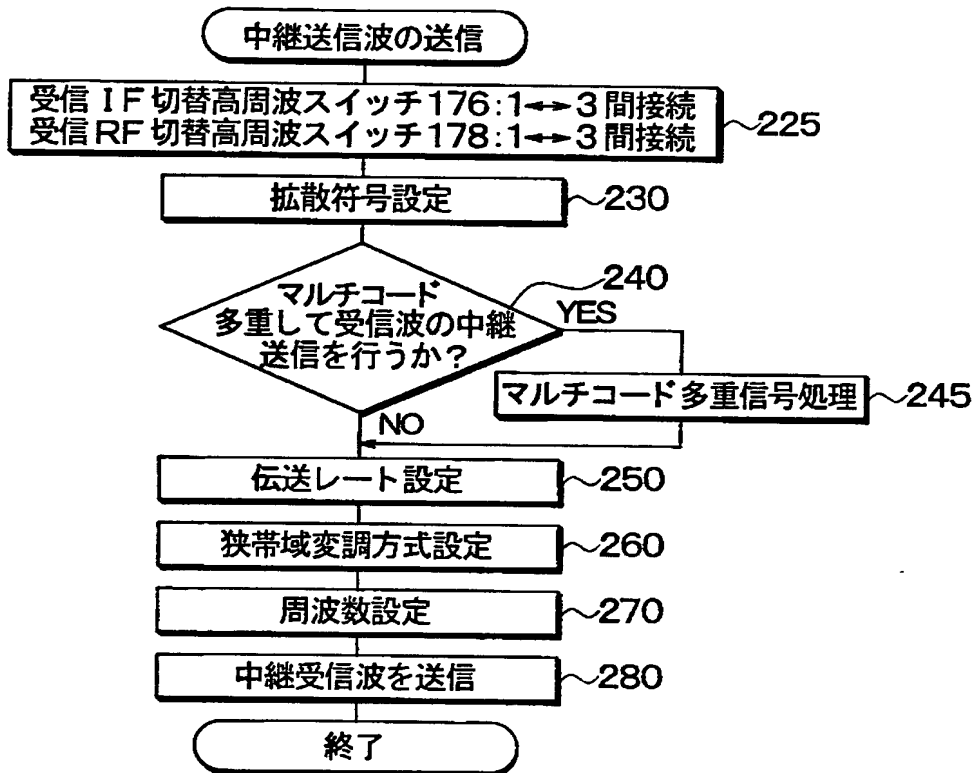 中継送信波の送信
受信IF切替高周波スイッチ176:1↔3間接続
受信RF切替高周波スイッチ178:1↔3間接続
225
拡散符号設定
230
240
マルチコード
多重して受信波の中継
送信を行うか?
YES
マルチコード多重信号処理
245
NO
伝送レート設定
250
狭帯域変調方式設定
260
周波数設定
270
中継受信波を送信
280
終了